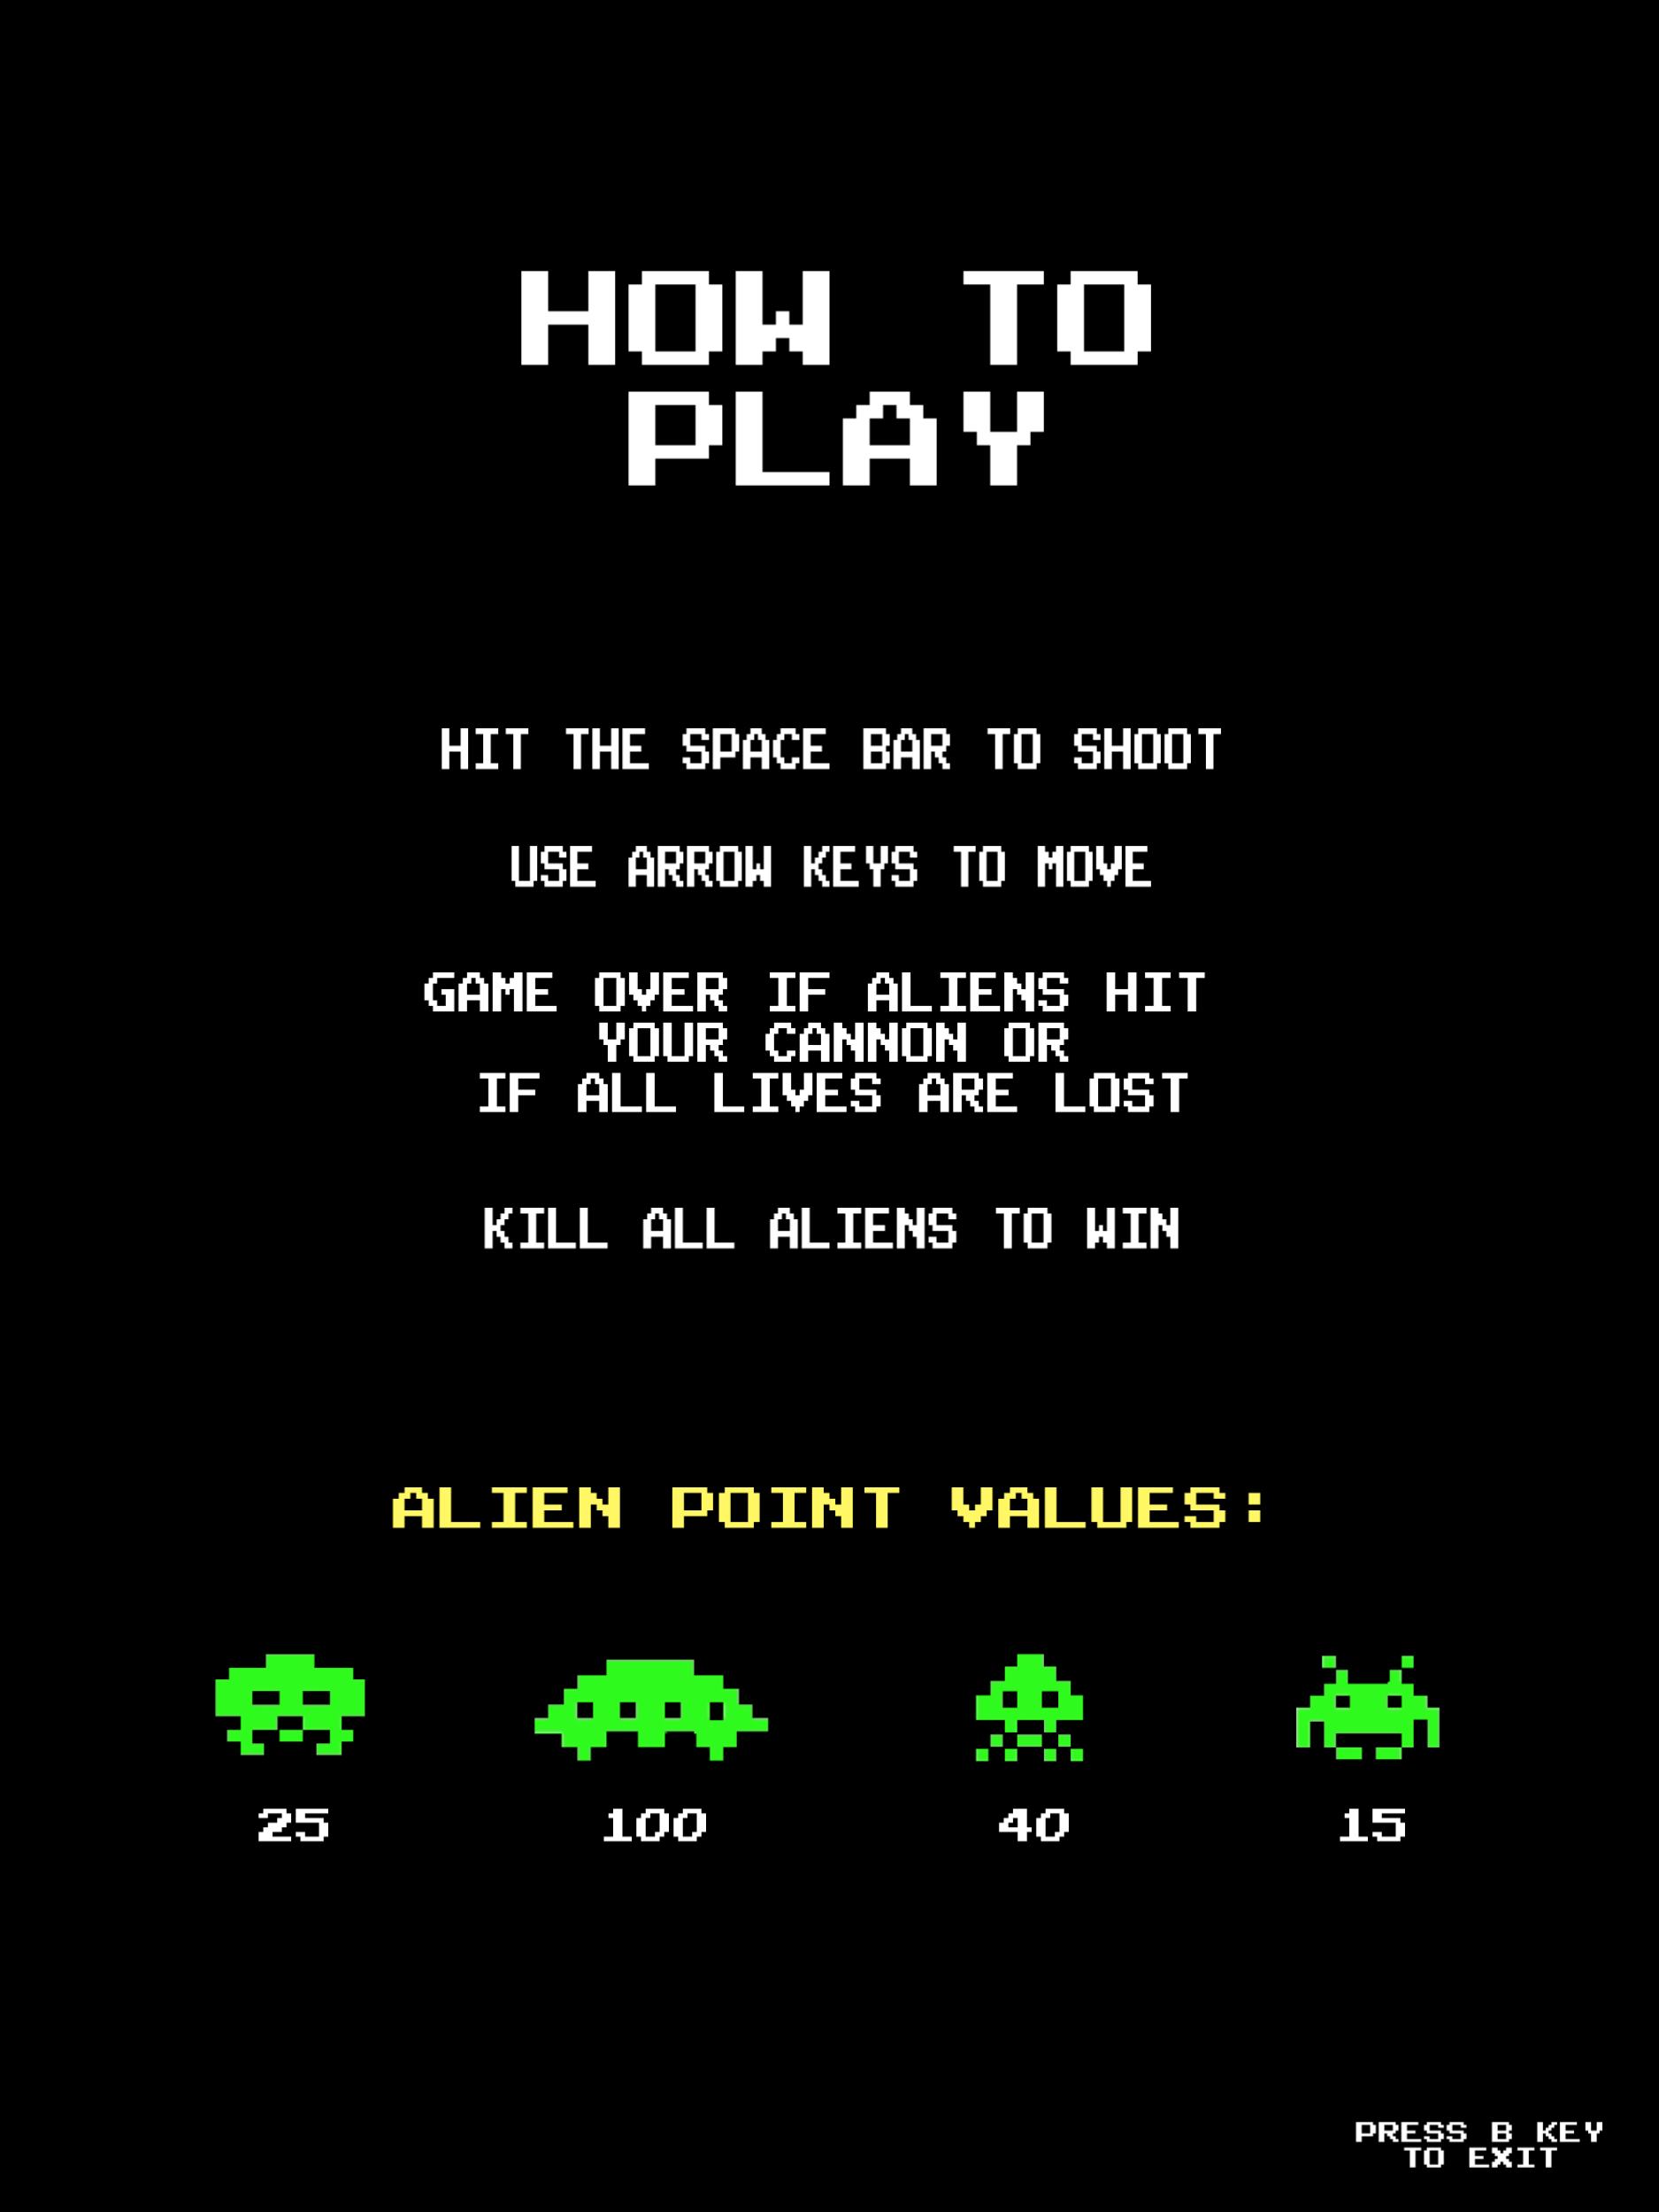 HOW TO
PLAY
HIT THE SPACE BAR TO SHOOT
USE ARROW KEYS TO MOVE
GAME OVER IF ALIENS HIT
YOUR CANNON OR
IF ALL LIVES ARE LOST
KILL ALL ALIENS TO WIN
ALIEN POINT VALUES:
25 100 40 15
PRESS B KEY
TO EXIT